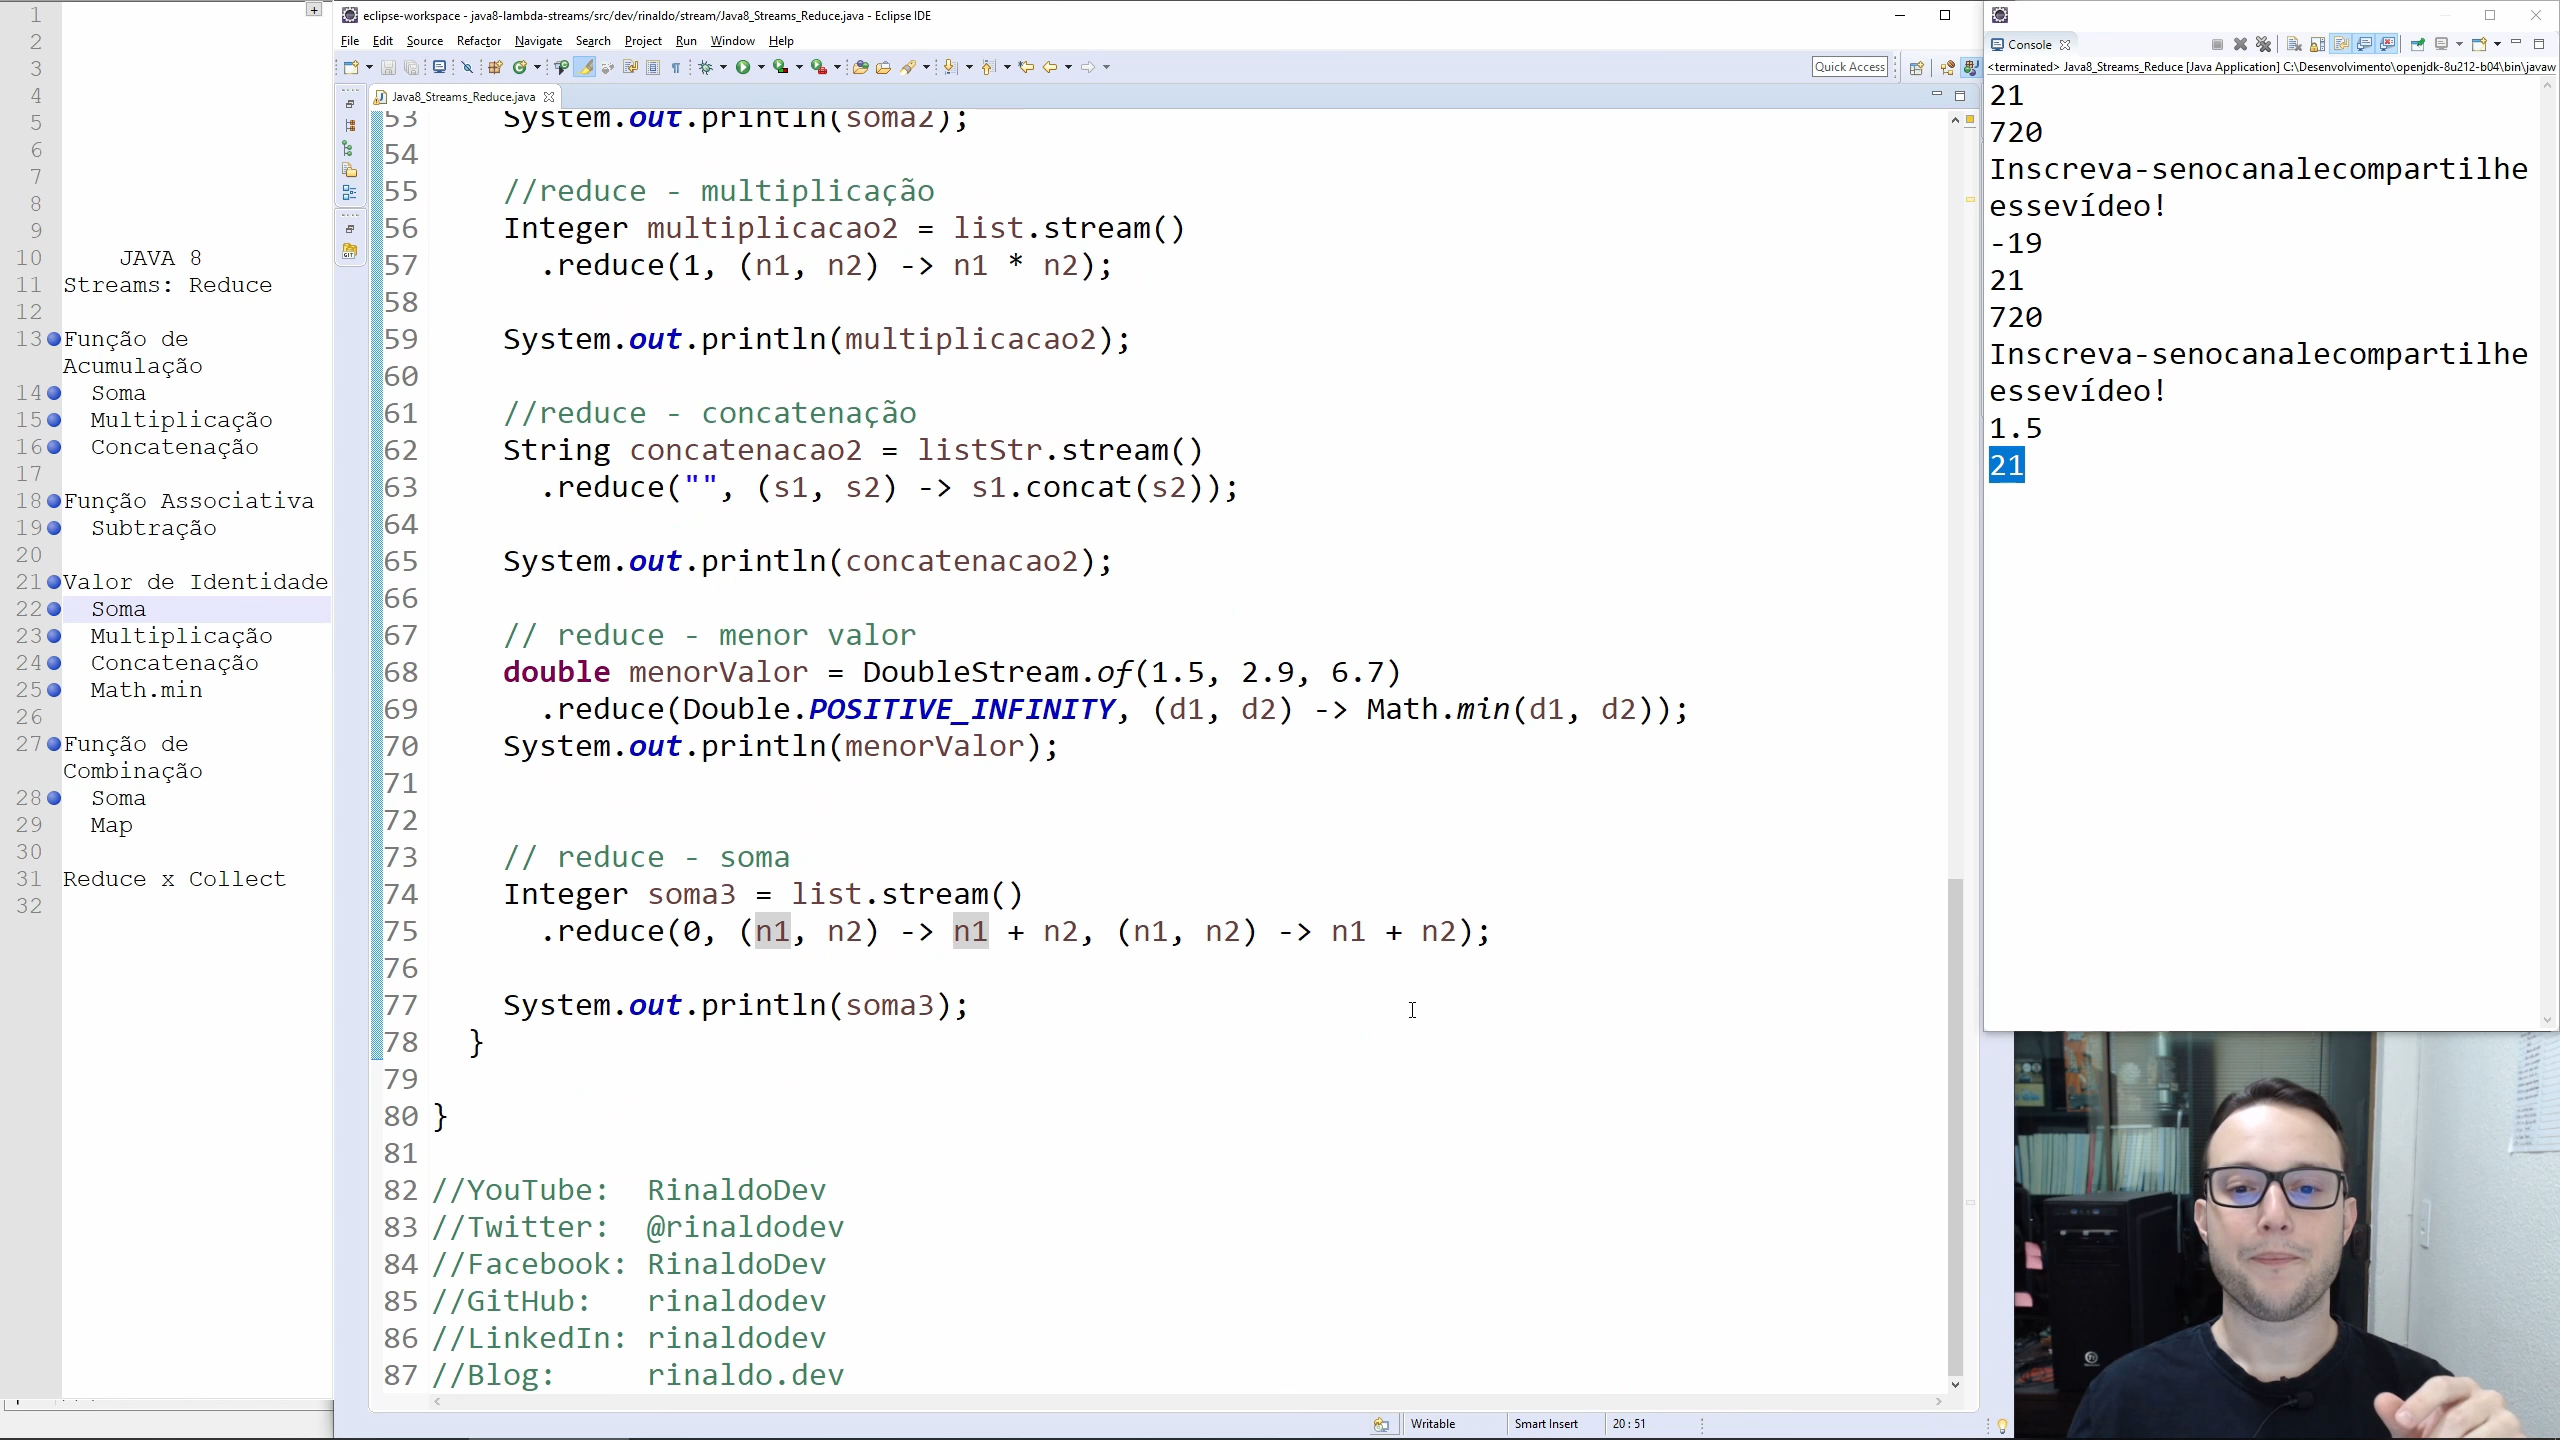 1
2
3
4
5
6
7
8
9
10 JAVA 8
11 Streams: Reduce
12
13 Função de
Acumulação
14 Soma
15 Multiplicação
16 Concatenação
17
18 Função Associativa
19 Subtração
20
21 Valor de Identidade
22 Soma
23 Multiplicação
24 Concatenação
25 Math.min
26
27 Função de
Combinação
28 Soma
29 Map
30
31 Reduce x Collect
32
eclipse-workspace - java8-lambda-streams/src/dev/rinaldo/stream/Java8_Streams_Reduce.java - Eclipse IDE
File Edit Source Refactor Navigate Search Project Run Window Help
Quick Access
Java8_Streams_Reduce.java
53 System.out.println(soma2);
54
55 //reduce - multiplicação
56 Integer multiplicacao2 = list.stream()
57 .reduce(1, (n1, n2) -> n1 * n2);
58
59 System.out.println(multiplicacao2);
60
61 //reduce - concatenação
62 String concatenacao2 = listStr.stream()
63 .reduce("", (s1, s2) -> s1.concat(s2));
64
65 System.out.println(concatenacao2);
66
67 // reduce - menor valor
68 double menorValor = DoubleStream.of(1.5, 2.9, 6.7)
69 .reduce(Double.POSITIVE_INFINITY, (d1, d2) -> Math.min(d1, d2));
70 System.out.println(menorValor);
71
72
73 // reduce - soma
74 Integer soma3 = list.stream()
75 .reduce(0, (n1, n2) -> n1 + n2, (n1, n2) -> n1 + n2);
76
77 System.out.println(soma3);
78 }
79
80 }
81
82 //YouTube: RinaldoDev
83 //Twitter: @rinaldodev
84 //Facebook: RinaldoDev
85 //GitHub: rinaldodev
86 //LinkedIn: rinaldodev
87 //Blog: rinaldo.dev
Writable Smart Insert 20 : 51
Console
<terminated> Java8_Streams_Reduce [Java Application] C:\Desenvolvimento\openjdk-8u212-b04\bin\javaw
21
720
Inscreva-senocanalecompartilhe
essevídeo!
-19
21
720
Inscreva-senocanalecompartilhe
essevídeo!
1.5
21